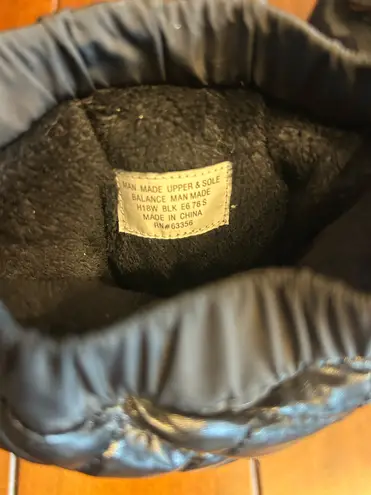 MAN MADE UPPER & SOLE
BALANCE MAN MADE
H18W BLK E676S
MADE IN CHINA
RN#63356